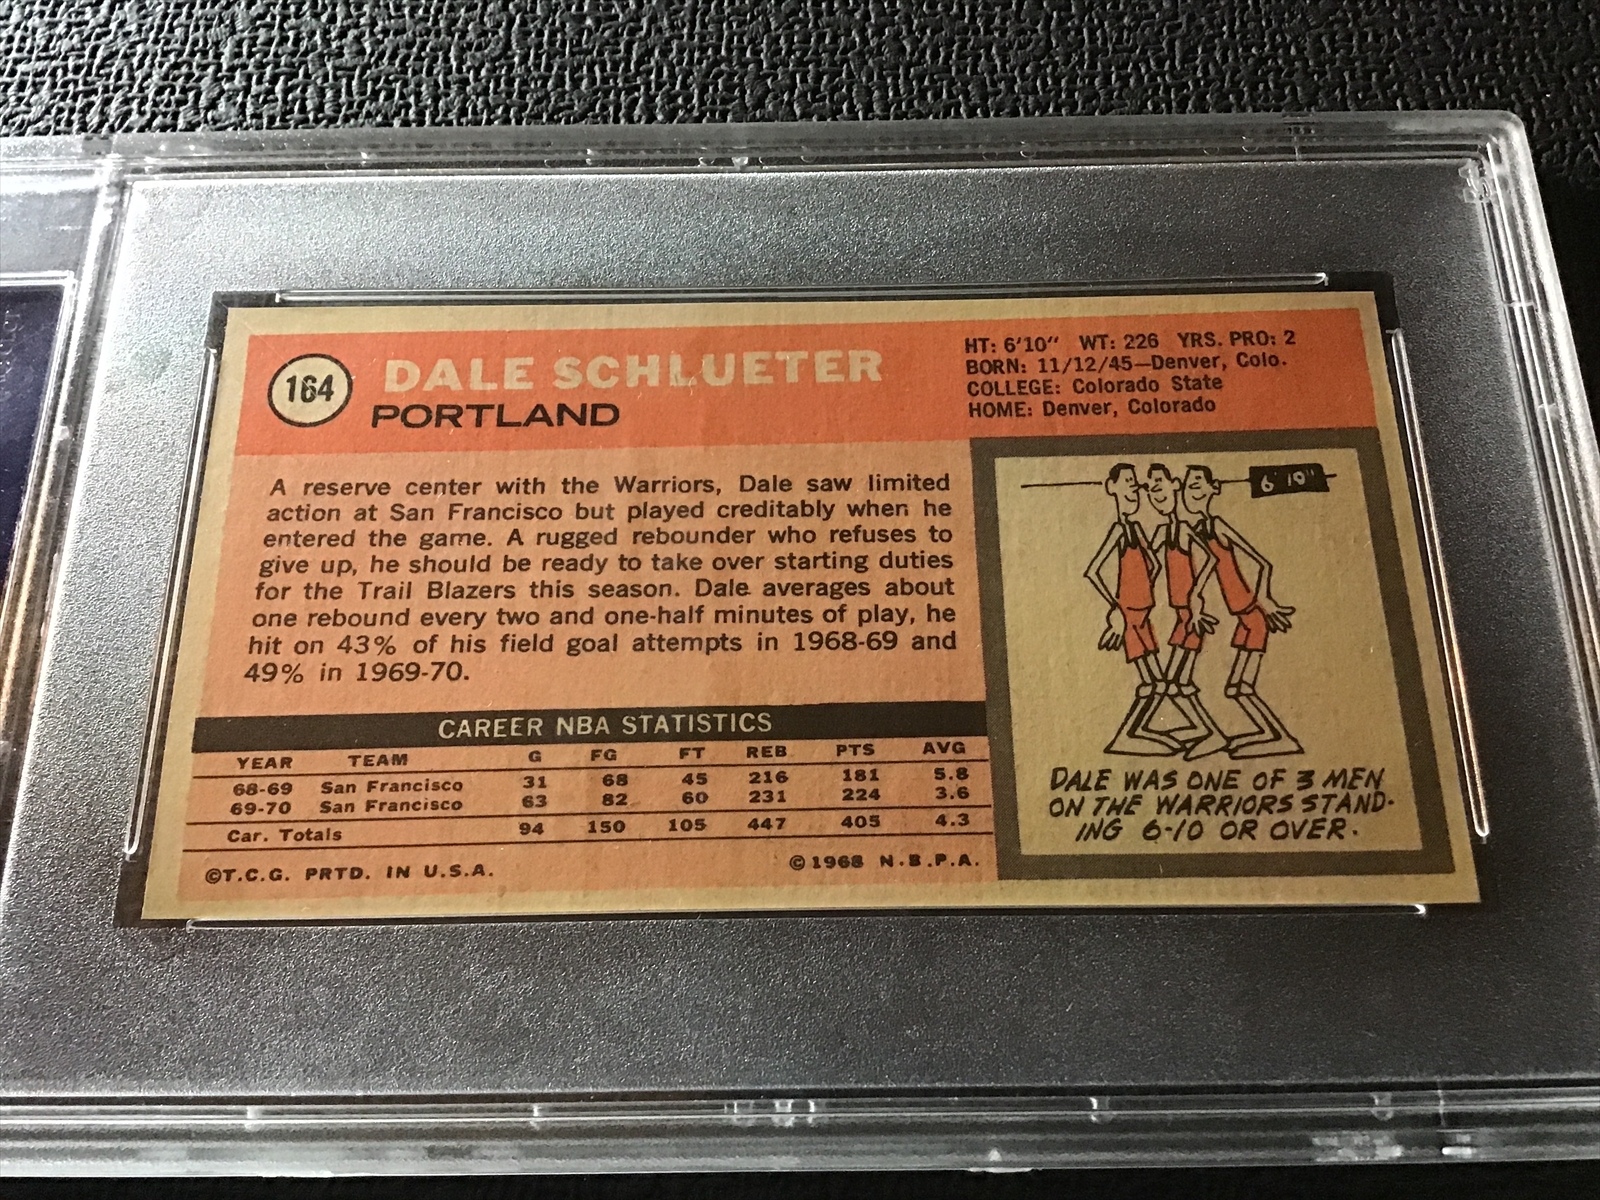 164
DALE SCHLUETER
PORTLAND
HT: 6'10" WT: 226 YRS. PRO: 2
BORN: 11/12/45—Denver, Colo.
COLLEGE: Colorado State
HOME: Denver, Colorado
A reserve center with the Warriors, Dale saw limited
action at San Francisco but played creditably when he
entered the game. A rugged rebounder who refuses to
give up, he should be ready to take over starting duties
for the Trail Blazers this season. Dale averages about
one rebound every two and one-half minutes of play, he
hit on 43% of his field goal attempts in 1968-69 and
49% in 1969-70.
CAREER NBA STATISTICS
YEAR TEAM G FG FT REB PTS AVG
68-69 San Francisco 31 68 45 216 181 5.8
69-70 San Francisco 63 82 60 231 224 3.6
Car. Totals 94 150 105 447 405 4.3
©T.C.G. PRTD. IN U.S.A. ©1968 N.B.P.A.
6'10"
DALE WAS ONE OF 3 MEN
ON THE WARRIORS STAND-
ING 6-10 OR OVER.